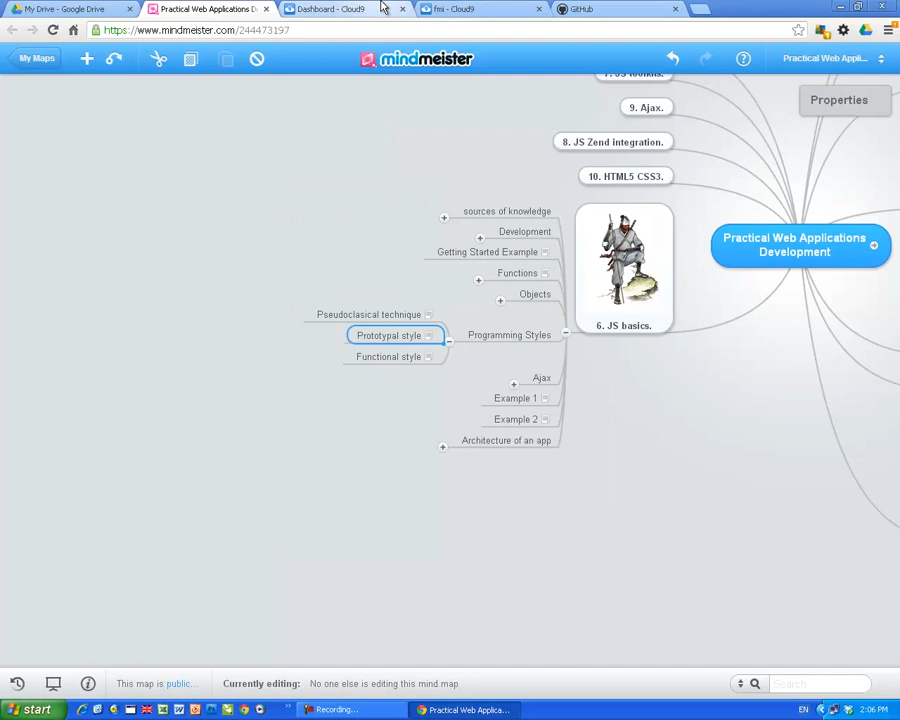 My Drive - Google Drive
Practical Web Applications D
Dashboard - Cloud9
fmi - Cloud9
GitHub
https://www.mindmeister.com/244473197
My Maps
mindmeister
Practical Web Appli...
Properties
9. Ajax.
8. JS Zend integration.
10. HTML5 CSS3.
sources of knowledge
Development
Getting Started Example
Functions
Objects
Pseudoclasical technique
Prototypal style
Functional style
Programming Styles
6. JS basics.
Practical Web Applications
Development
Ajax
Example 1
Example 2
Architecture of an app
This map is public...
Currently editing: No one else is editing this mind map
Search
start
Recording...
Practical Web Applica...
EN
2:06 PM